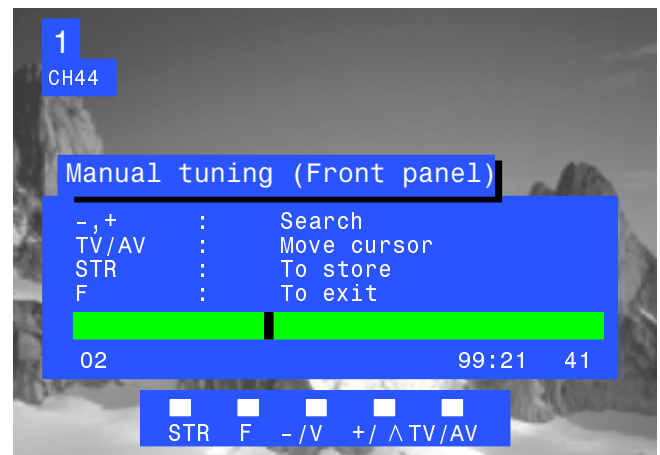 1
CH44
Manual tuning (Front panel)
-,+ : Search
TV/AV : Move cursor
STR : To store
F : To exit
02 99:21 41
STR F -/V +/ΛTV/AV